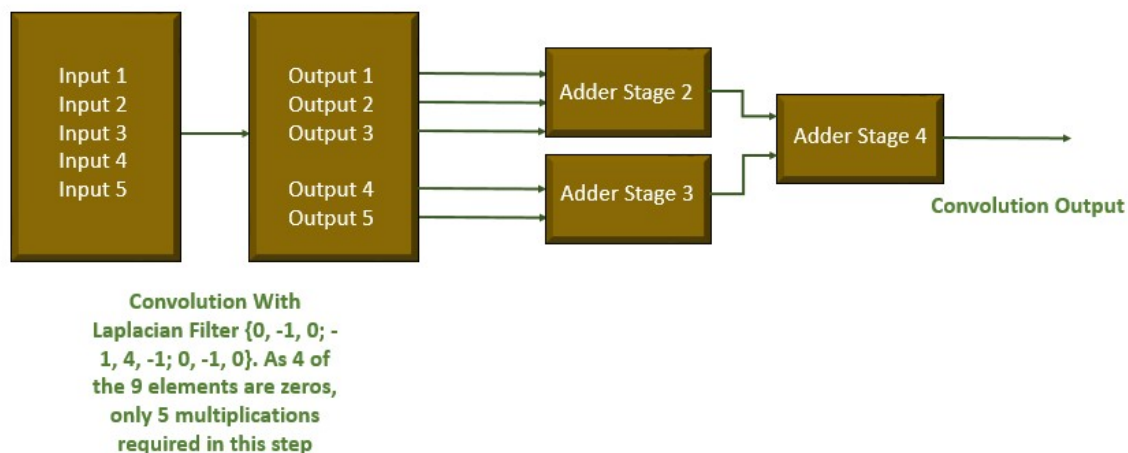 Input 1
Input 2
Input 3
Input 4
Input 5
Output 1
Output 2
Output 3
Output 4
Output 5
Adder Stage 2
Adder Stage 3
Adder Stage 4
Convolution Output
Convolution With
Laplacian Filter {0, -1, 0; -
1, 4, -1; 0, -1, 0}. As 4 of
the 9 elements are zeros,
only 5 multiplications
required in this step